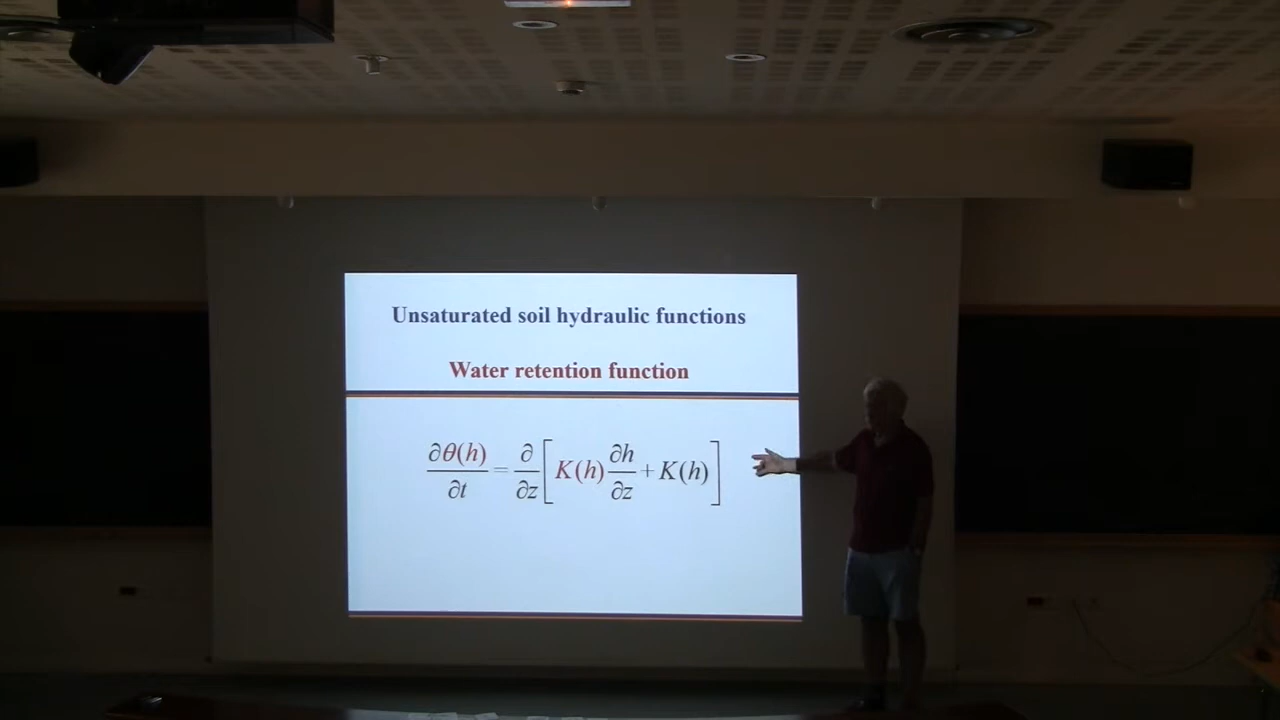 Unsaturated soil hydraulic functions
Water retention function
∂θ(h)/∂t = ∂/∂z [ K(h) ∂h/∂z + K(h) ]